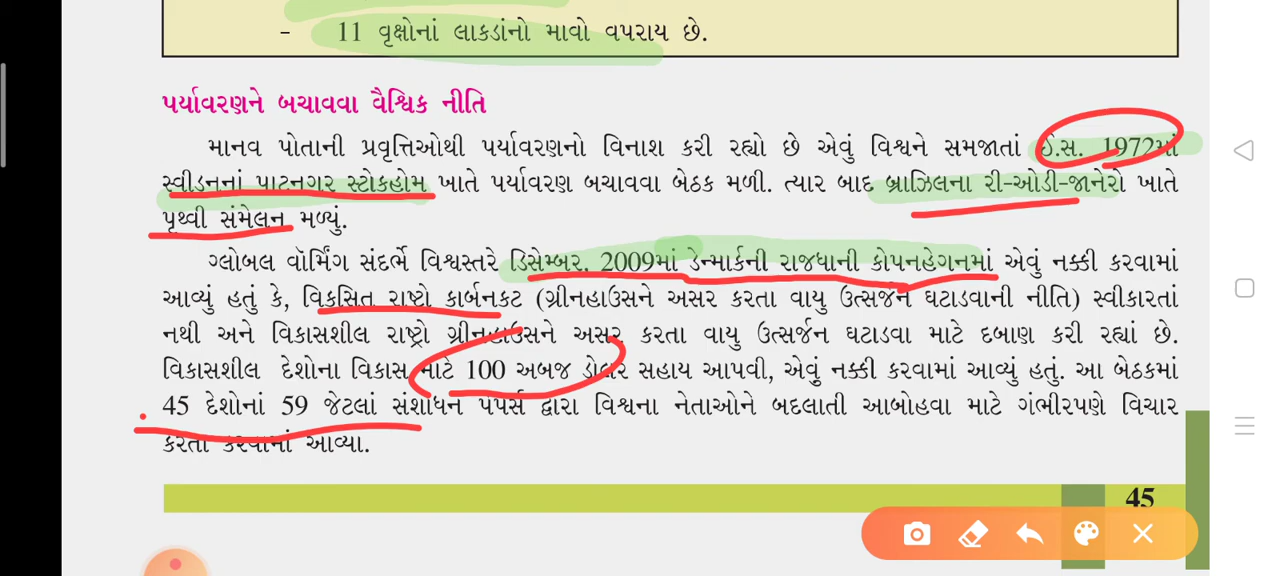 - 11 વૃક્ષોનાં લાકડાંનો માવો વપરાય છે.
પર્યાવરણને બચાવવા વૈશ્વિક નીતિ
માનવ પોતાની પ્રવૃત્તિઓથી પર્યાવરણનો વિનાશ કરી રહ્યો છે એવું વિશ્વને સમજાતાં ઈ.સ. 1972માં
સ્વીડનનાં પાટનગર સ્ટોકહોમ ખાતે પર્યાવરણ બચાવવા બેઠક મળી. ત્યાર બાદ બ્રાઝિલના રી-ઓડી-જાનેરો ખાતે
પૃથ્વી સંમેલન મળ્યું.
ગ્લોબલ વૉર્મિંગ સંદર્ભે વિશ્વસ્તરે ડિસેમ્બર. 2009માં ડેન્માર્કની રાજધાની કોપનહેગનમાં એવું નક્કી કરવામાં
આવ્યું હતું કે, વિકસિત રાષ્ટો કાર્બનકટ (ગ્રીનહાઉસને અસર કરતા વાયુ ઉત્સર્જન ઘટાડવાની નીતિ) સ્વીકારતાં
નથી અને વિકાસશીલ રાષ્ટ્રો ગ્રીનહાઉસને અસર કરતા વાયુ ઉત્સર્જન ઘટાડવા માટે દબાણ કરી રહ્યાં છે.
વિકાસશીલ દેશોના વિકાસ માટે 100 અબજ ડોલર સહાય આપવી, એવું નક્કી કરવામાં આવ્યું હતું. આ બેઠકમાં
45 દેશોનાં 59 જેટલાં સંશોધન પેપર્સ દ્વારા વિશ્વના નેતાઓને બદલાતી આબોહવા માટે ગંભીરપણે વિચાર
કરતા કરવામાં આવ્યા.
45